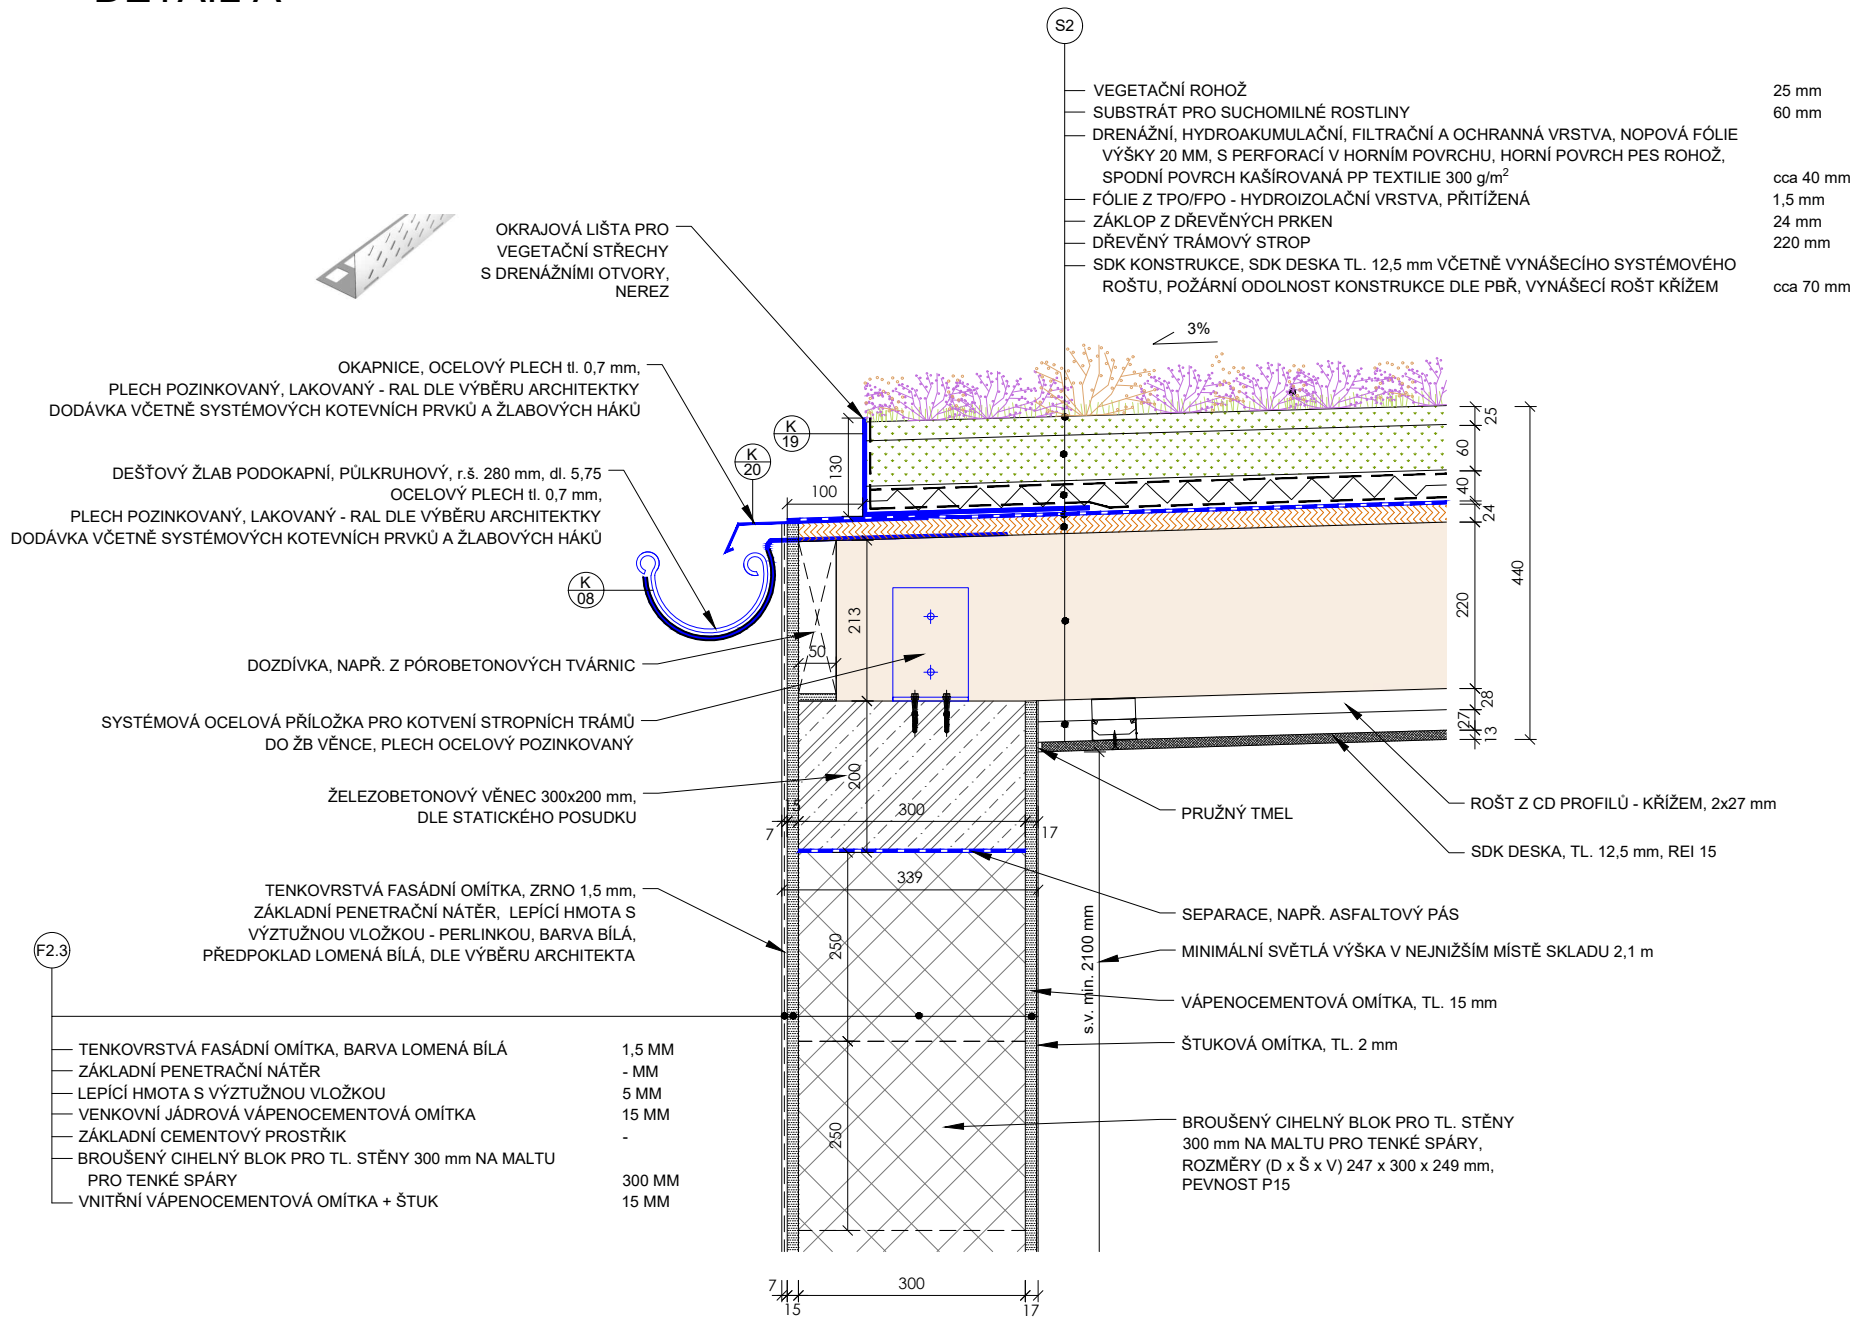 S2
VEGETAČNÍ ROHOŽ 25 mm
SUBSTRÁT PRO SUCHOMILNÉ ROSTLINY 60 mm
DRENÁŽNÍ, HYDROAKUMULAČNÍ, FILTRAČNÍ A OCHRANNÁ VRSTVA, NOPOVÁ FÓLIE
VÝŠKY 20 MM, S PERFORACÍ V HORNÍM POVRCHU, HORNÍ POVRCH PES ROHOŽ,
SPODNÍ POVRCH KAŠÍROVANÁ PP TEXTILIE 300 g/m² cca 40 mm
FÓLIE Z TPO/FPO - HYDROIZOLAČNÍ VRSTVA, PŘITÍŽENÁ 1,5 mm
ZÁKLOP Z DŘEVĚNÝCH PRKEN 24 mm
DŘEVĚNÝ TRÁMOVÝ STROP 220 mm
SDK KONSTRUKCE, SDK DESKA TL. 12,5 mm VČETNĚ VYNÁŠECÍHO SYSTÉMOVÉHO
ROŠTU, POŽÁRNÍ ODOLNOST KONSTRUKCE DLE PBŘ, VYNÁŠECÍ ROŠT KŘÍŽEM cca 70 mm
OKRAJOVÁ LIŠTA PRO
VEGETAČNÍ STŘECHY
S DRENÁŽNÍMI OTVORY,
NEREZ
3%
OKAPNICE, OCELOVÝ PLECH tl. 0,7 mm,
PLECH POZINKOVANÝ, LAKOVANÝ - RAL DLE VÝBĚRU ARCHITEKTKY
DODÁVKA VČETNĚ SYSTÉMOVÝCH KOTEVNÍCH PRVKŮ A ŽLABOVÝCH HÁKŮ
K
19
K
20
130
100
DEŠŤOVÝ ŽLAB PODOKAPNÍ, PŮLKRUHOVÝ, r.š. 280 mm, dl. 5,75
OCELOVÝ PLECH tl. 0,7 mm,
PLECH POZINKOVANÝ, LAKOVANÝ - RAL DLE VÝBĚRU ARCHITEKTKY
DODÁVKA VČETNĚ SYSTÉMOVÝCH KOTEVNÍCH PRVKŮ A ŽLABOVÝCH HÁKŮ
K
08
25
60
40
24
220
28
27
13
440
213
50
DOZDÍVKA, NAPŘ. Z PÓROBETONOVÝCH TVÁRNIC
SYSTÉMOVÁ OCELOVÁ PŘÍLOŽKA PRO KOTVENÍ STROPNÍCH TRÁMŮ
DO ŽB VĚNCE, PLECH OCELOVÝ POZINKOVANÝ
ŽELEZOBETONOVÝ VĚNEC 300x200 mm,
DLE STATICKÉHO POSUDKU
200
7
15
300
17
PRUŽNÝ TMEL
ROŠT Z CD PROFILŮ - KŘÍŽEM, 2x27 mm
SDK DESKA, TL. 12,5 mm, REI 15
339
TENKOVRSTVÁ FASÁDNÍ OMÍTKA, ZRNO 1,5 mm,
ZÁKLADNÍ PENETRAČNÍ NÁTĚR, LEPÍCÍ HMOTA S
VÝZTUŽNOU VLOŽKOU - PERLINKOU, BARVA BÍLÁ,
PŘEDPOKLAD LOMENÁ BÍLÁ, DLE VÝBĚRU ARCHITEKTA
250
s.v. min. 2100 mm
SEPARACE, NAPŘ. ASFALTOVÝ PÁS
MINIMÁLNÍ SVĚTLÁ VÝŠKA V NEJNIŽŠÍM MÍSTĚ SKLADU 2,1 m
VÁPENOCEMENTOVÁ OMÍTKA, TL. 15 mm
ŠTUKOVÁ OMÍTKA, TL. 2 mm
F2.3
TENKOVRSTVÁ FASÁDNÍ OMÍTKA, BARVA LOMENÁ BÍLÁ 1,5 MM
ZÁKLADNÍ PENETRAČNÍ NÁTĚR - MM
LEPÍCÍ HMOTA S VÝZTUŽNOU VLOŽKOU 5 MM
VENKOVNÍ JÁDROVÁ VÁPENOCEMENTOVÁ OMÍTKA 15 MM
ZÁKLADNÍ CEMENTOVÝ PROSTŘIK -
BROUŠENÝ CIHELNÝ BLOK PRO TL. STĚNY 300 mm NA MALTU
PRO TENKÉ SPÁRY 300 MM
VNITŘNÍ VÁPENOCEMENTOVÁ OMÍTKA + ŠTUK 15 MM
250
BROUŠENÝ CIHELNÝ BLOK PRO TL. STĚNY
300 mm NA MALTU PRO TENKÉ SPÁRY,
ROZMĚRY (D x Š x V) 247 x 300 x 249 mm,
PEVNOST P15
7
15
300
17